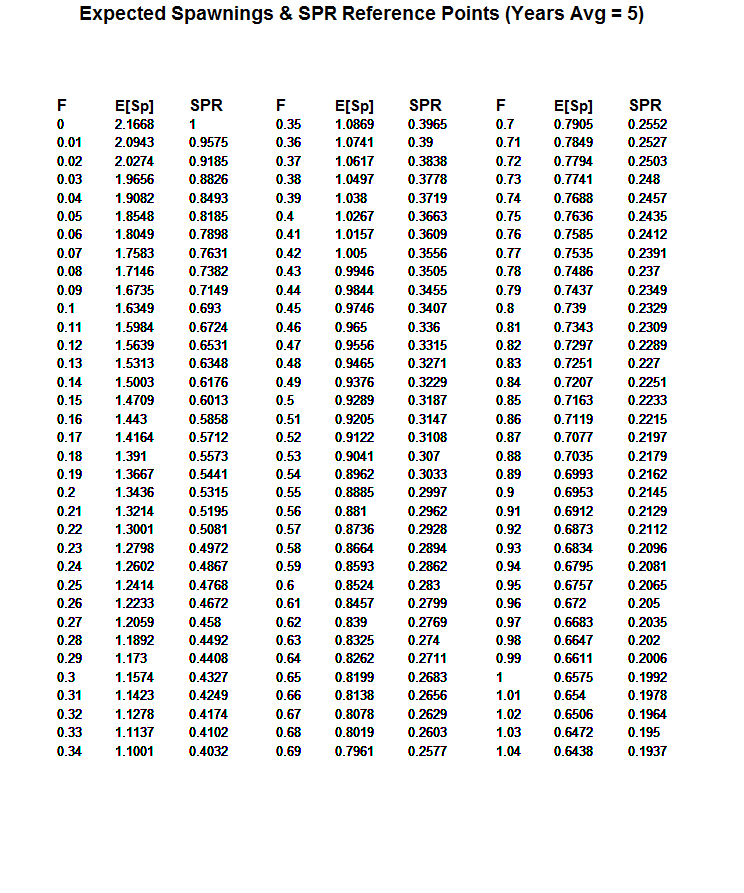 Expected Spawnings & SPR Reference Points (Years Avg = 5)
F E[Sp] SPR F E[Sp] SPR F E[Sp] SPR
0 2.1668 1 0.35 1.0869 0.3965 0.7 0.7905 0.2552
0.01 2.0943 0.9575 0.36 1.0741 0.39 0.71 0.7849 0.2527
0.02 2.0274 0.9185 0.37 1.0617 0.3838 0.72 0.7794 0.2503
0.03 1.9656 0.8826 0.38 1.0497 0.3778 0.73 0.7741 0.248
0.04 1.9082 0.8493 0.39 1.038 0.3719 0.74 0.7688 0.2457
0.05 1.8548 0.8185 0.4 1.0267 0.3663 0.75 0.7636 0.2435
0.06 1.8049 0.7898 0.41 1.0157 0.3609 0.76 0.7585 0.2412
0.07 1.7583 0.7631 0.42 1.005 0.3556 0.77 0.7535 0.2391
0.08 1.7146 0.7382 0.43 0.9946 0.3505 0.78 0.7486 0.237
0.09 1.6735 0.7149 0.44 0.9844 0.3455 0.79 0.7437 0.2349
0.1 1.6349 0.693 0.45 0.9746 0.3407 0.8 0.739 0.2329
0.11 1.5984 0.6724 0.46 0.965 0.336 0.81 0.7343 0.2309
0.12 1.5639 0.6531 0.47 0.9556 0.3315 0.82 0.7297 0.2289
0.13 1.5313 0.6348 0.48 0.9465 0.3271 0.83 0.7251 0.227
0.14 1.5003 0.6176 0.49 0.9376 0.3229 0.84 0.7207 0.2251
0.15 1.4709 0.6013 0.5 0.9289 0.3187 0.85 0.7163 0.2233
0.16 1.443 0.5858 0.51 0.9205 0.3147 0.86 0.7119 0.2215
0.17 1.4164 0.5712 0.52 0.9122 0.3108 0.87 0.7077 0.2197
0.18 1.391 0.5573 0.53 0.9041 0.307 0.88 0.7035 0.2179
0.19 1.3667 0.5441 0.54 0.8962 0.3033 0.89 0.6993 0.2162
0.2 1.3436 0.5315 0.55 0.8885 0.2997 0.9 0.6953 0.2145
0.21 1.3214 0.5195 0.56 0.881 0.2962 0.91 0.6912 0.2129
0.22 1.3001 0.5081 0.57 0.8736 0.2928 0.92 0.6873 0.2112
0.23 1.2798 0.4972 0.58 0.8664 0.2894 0.93 0.6834 0.2096
0.24 1.2602 0.4867 0.59 0.8593 0.2862 0.94 0.6795 0.2081
0.25 1.2414 0.4768 0.6 0.8524 0.283 0.95 0.6757 0.2065
0.26 1.2233 0.4672 0.61 0.8457 0.2799 0.96 0.672 0.205
0.27 1.2059 0.458 0.62 0.839 0.2769 0.97 0.6683 0.2035
0.28 1.1892 0.4492 0.63 0.8325 0.274 0.98 0.6647 0.202
0.29 1.173 0.4408 0.64 0.8262 0.2711 0.99 0.6611 0.2006
0.3 1.1574 0.4327 0.65 0.8199 0.2683 1 0.6575 0.1992
0.31 1.1423 0.4249 0.66 0.8138 0.2656 1.01 0.654 0.1978
0.32 1.1278 0.4174 0.67 0.8078 0.2629 1.02 0.6506 0.1964
0.33 1.1137 0.4102 0.68 0.8019 0.2603 1.03 0.6472 0.195
0.34 1.1001 0.4032 0.69 0.7961 0.2577 1.04 0.6438 0.1937